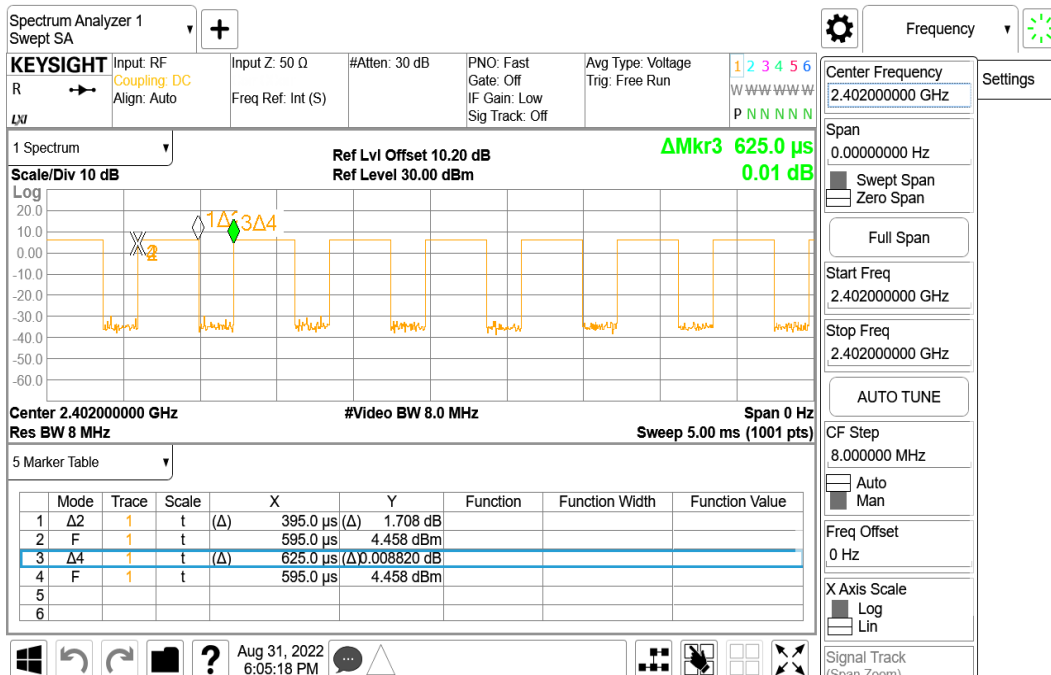 Spectrum Analyzer 1
Swept SA
Frequency
KEYSIGHT
R
LXI
Input: RF
Coupling: DC
Align: Auto
Input Z: 50 Ω
Freq Ref: Int (S)
#Atten: 30 dB
PNO: Fast
Gate: Off
IF Gain: Low
Sig Track: Off
Avg Type: Voltage
Trig: Free Run
1 2 3 4 5 6
W W W W W W
P N N N N N
Center Frequency
2.402000000 GHz
Settings
Span
0.00000000 Hz
Swept Span
Zero Span
Full Span
Start Freq
2.402000000 GHz
Stop Freq
2.402000000 GHz
AUTO TUNE
CF Step
8.000000 MHz
Auto
Man
Freq Offset
0 Hz
X Axis Scale
Log
Lin
Signal Track
(Span Zoom)
1 Spectrum
Scale/Div 10 dB
Log
Ref Lvl Offset 10.20 dB
Ref Level 30.00 dBm
ΔMkr3 625.0 µs
0.01 dB
20.0
10.0
0.00
-10.0
-20.0
-30.0
-40.0
-50.0
-60.0
1Δ
3Δ4
Center 2.402000000 GHz
#Video BW 8.0 MHz
Span 0 Hz
Res BW 8 MHz
Sweep 5.00 ms (1001 pts)
5 Marker Table
Mode Trace Scale X Y Function Function Width Function Value
1 Δ2 1 t (Δ) 395.0 µs (Δ) 1.708 dB
2 F 1 t 595.0 µs 4.458 dBm
3 Δ4 1 t (Δ) 625.0 µs (Δ)0.008820 dB
4 F 1 t 595.0 µs 4.458 dBm
5
6
Aug 31, 2022
6:05:18 PM